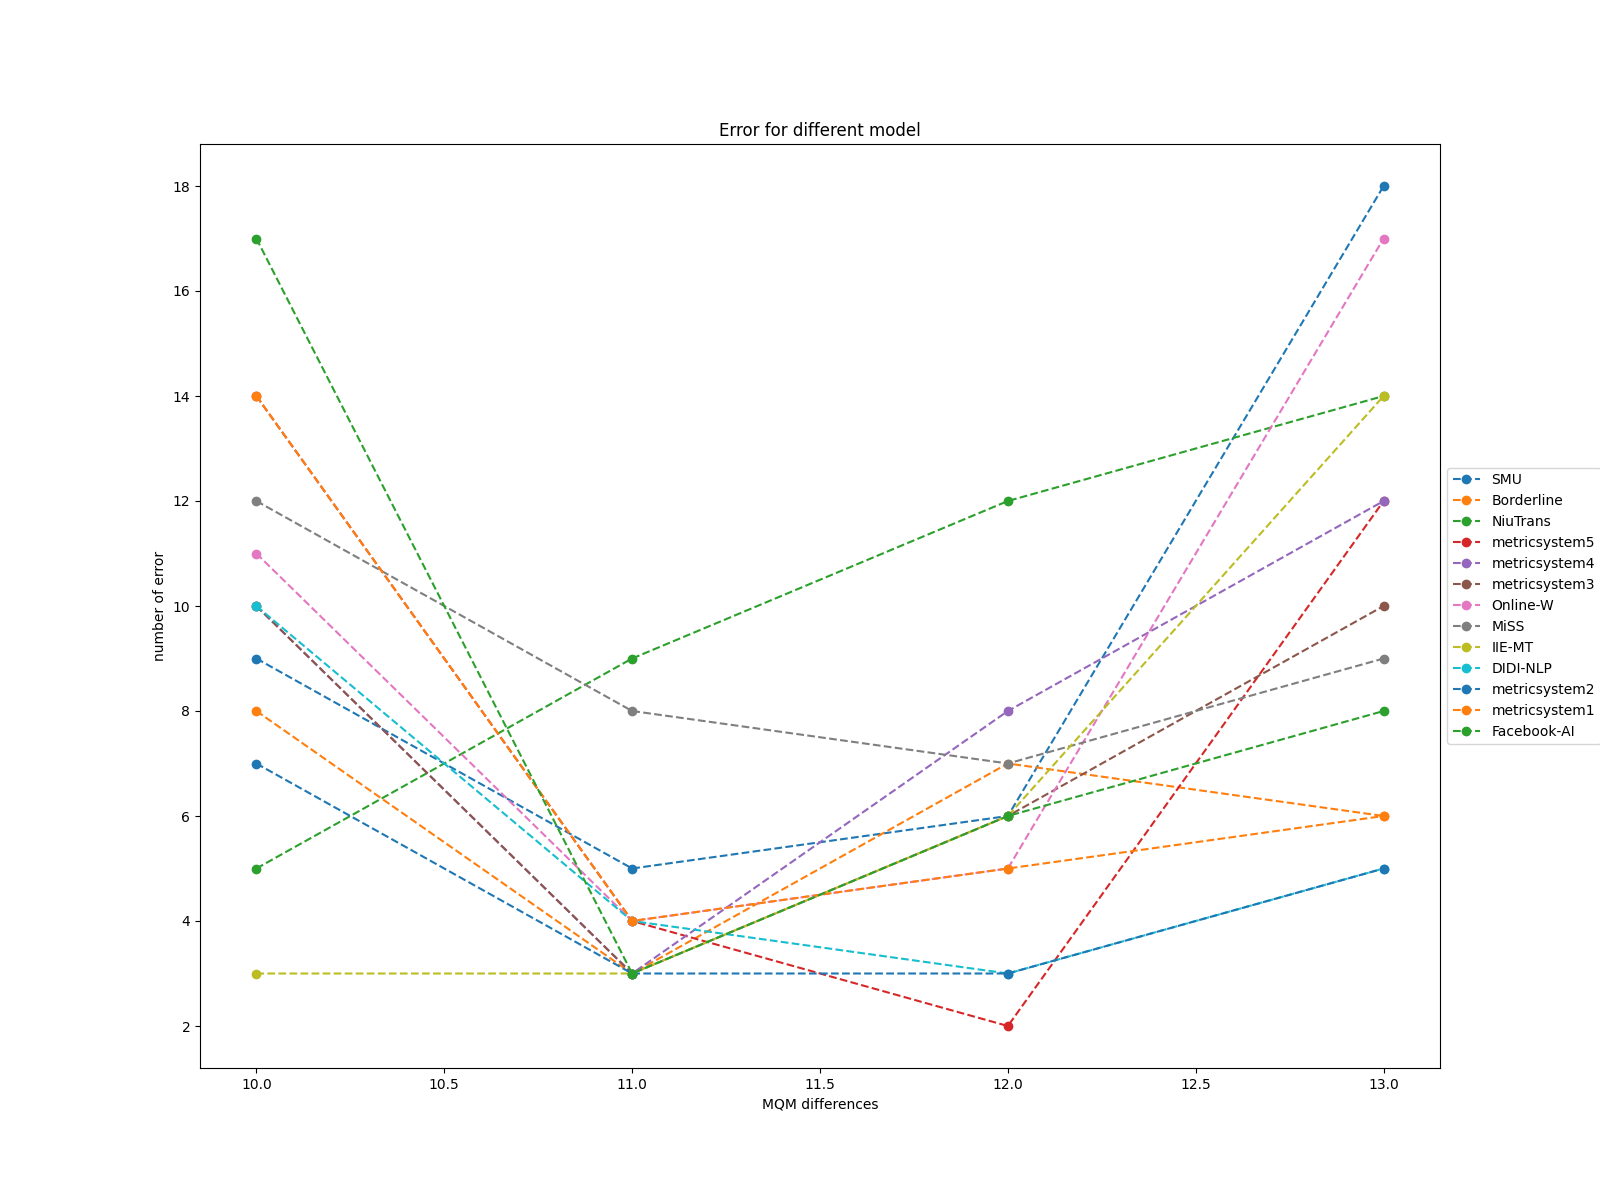 Error for different model
number of error
18
16
14
12
10
8
6
4
2
10.0
10.5
11.0
11.5
12.0
12.5
13.0
MQM differences
SMU
Borderline
NiuTrans
metricsystem5
metricsystem4
metricsystem3
Online-W
MiSS
IIE-MT
DIDI-NLP
metricsystem2
metricsystem1
Facebook-AI